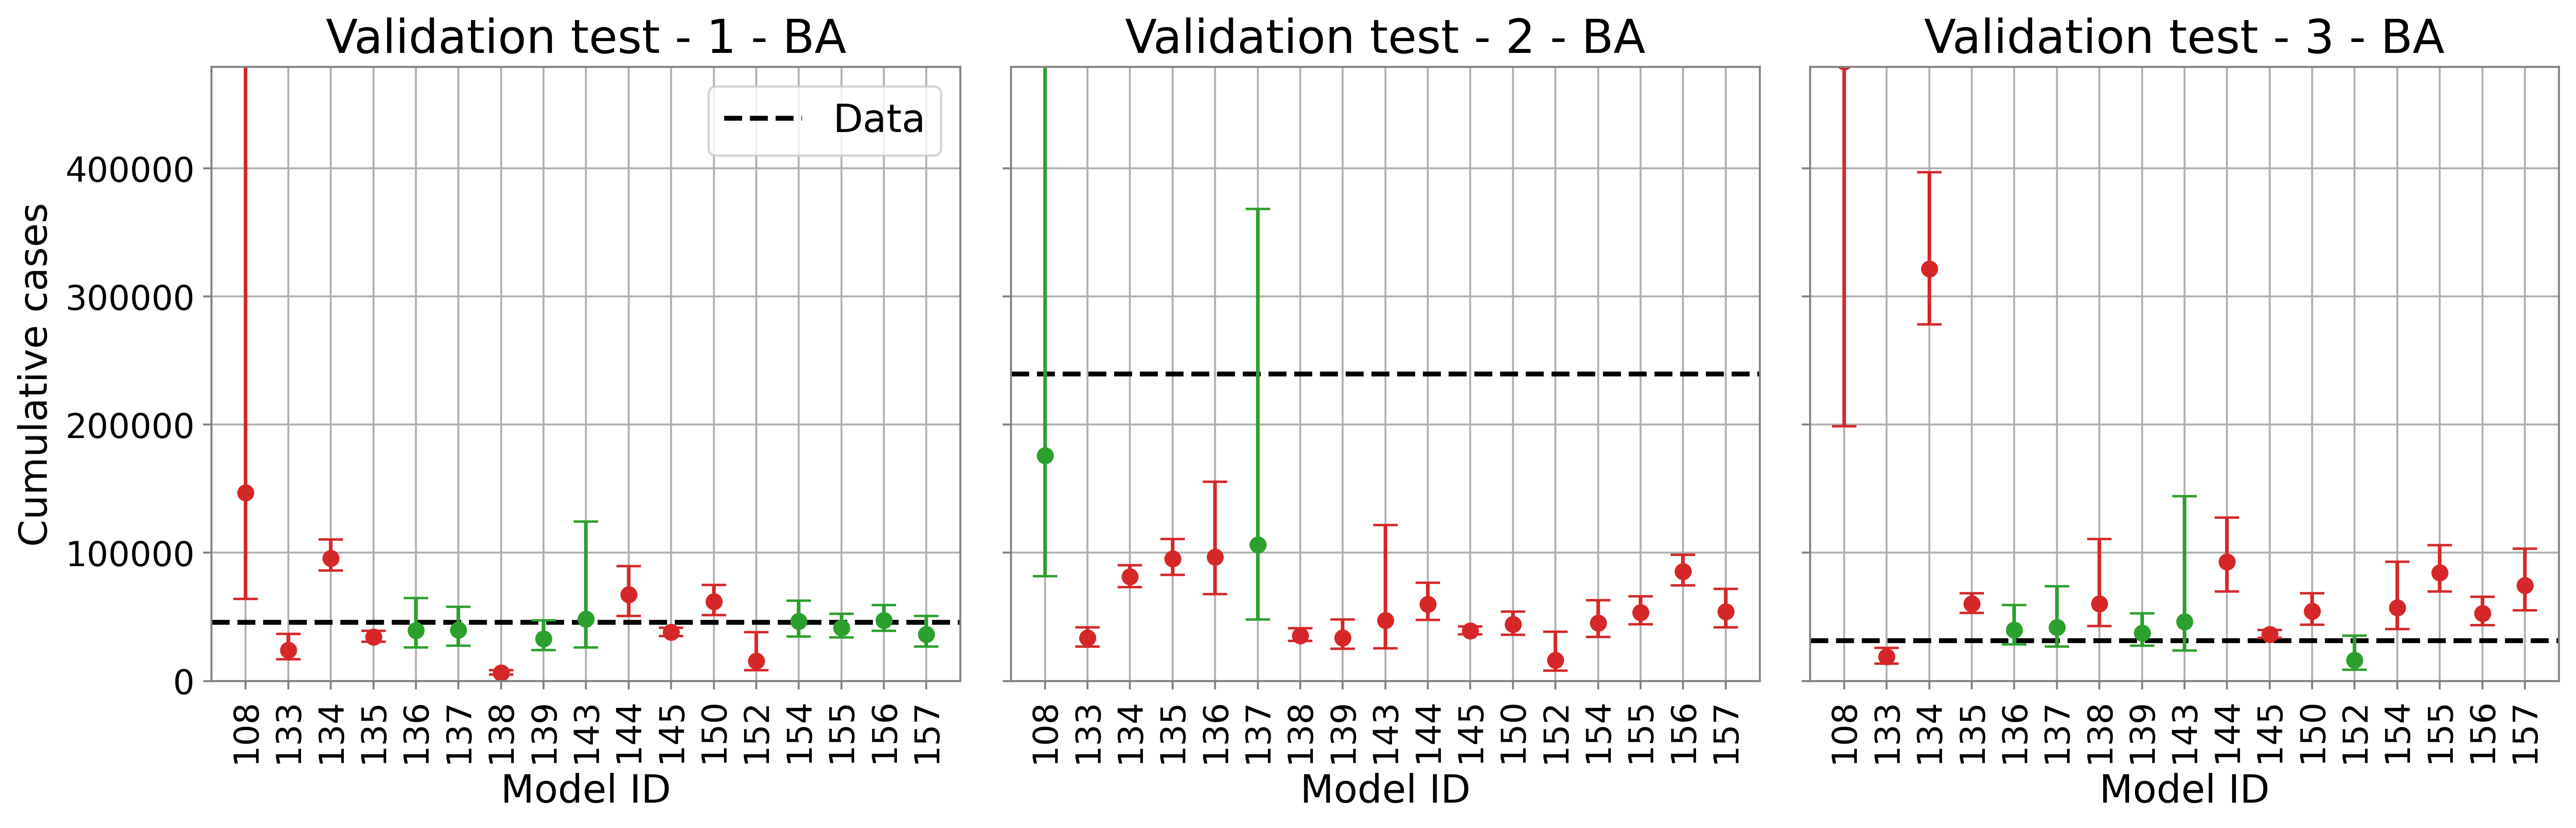 Validation test - 1 - BA
Validation test - 2 - BA
Validation test - 3 - BA
Data
Cumulative cases
400000
300000
200000
100000
0
108 133 134 135 136 137 138 139 143 144 145 150 152 154 155 156 157
108 133 134 135 136 137 138 139 143 144 145 150 152 154 155 156 157
108 133 134 135 136 137 138 139 143 144 145 150 152 154 155 156 157
Model ID
Model ID
Model ID